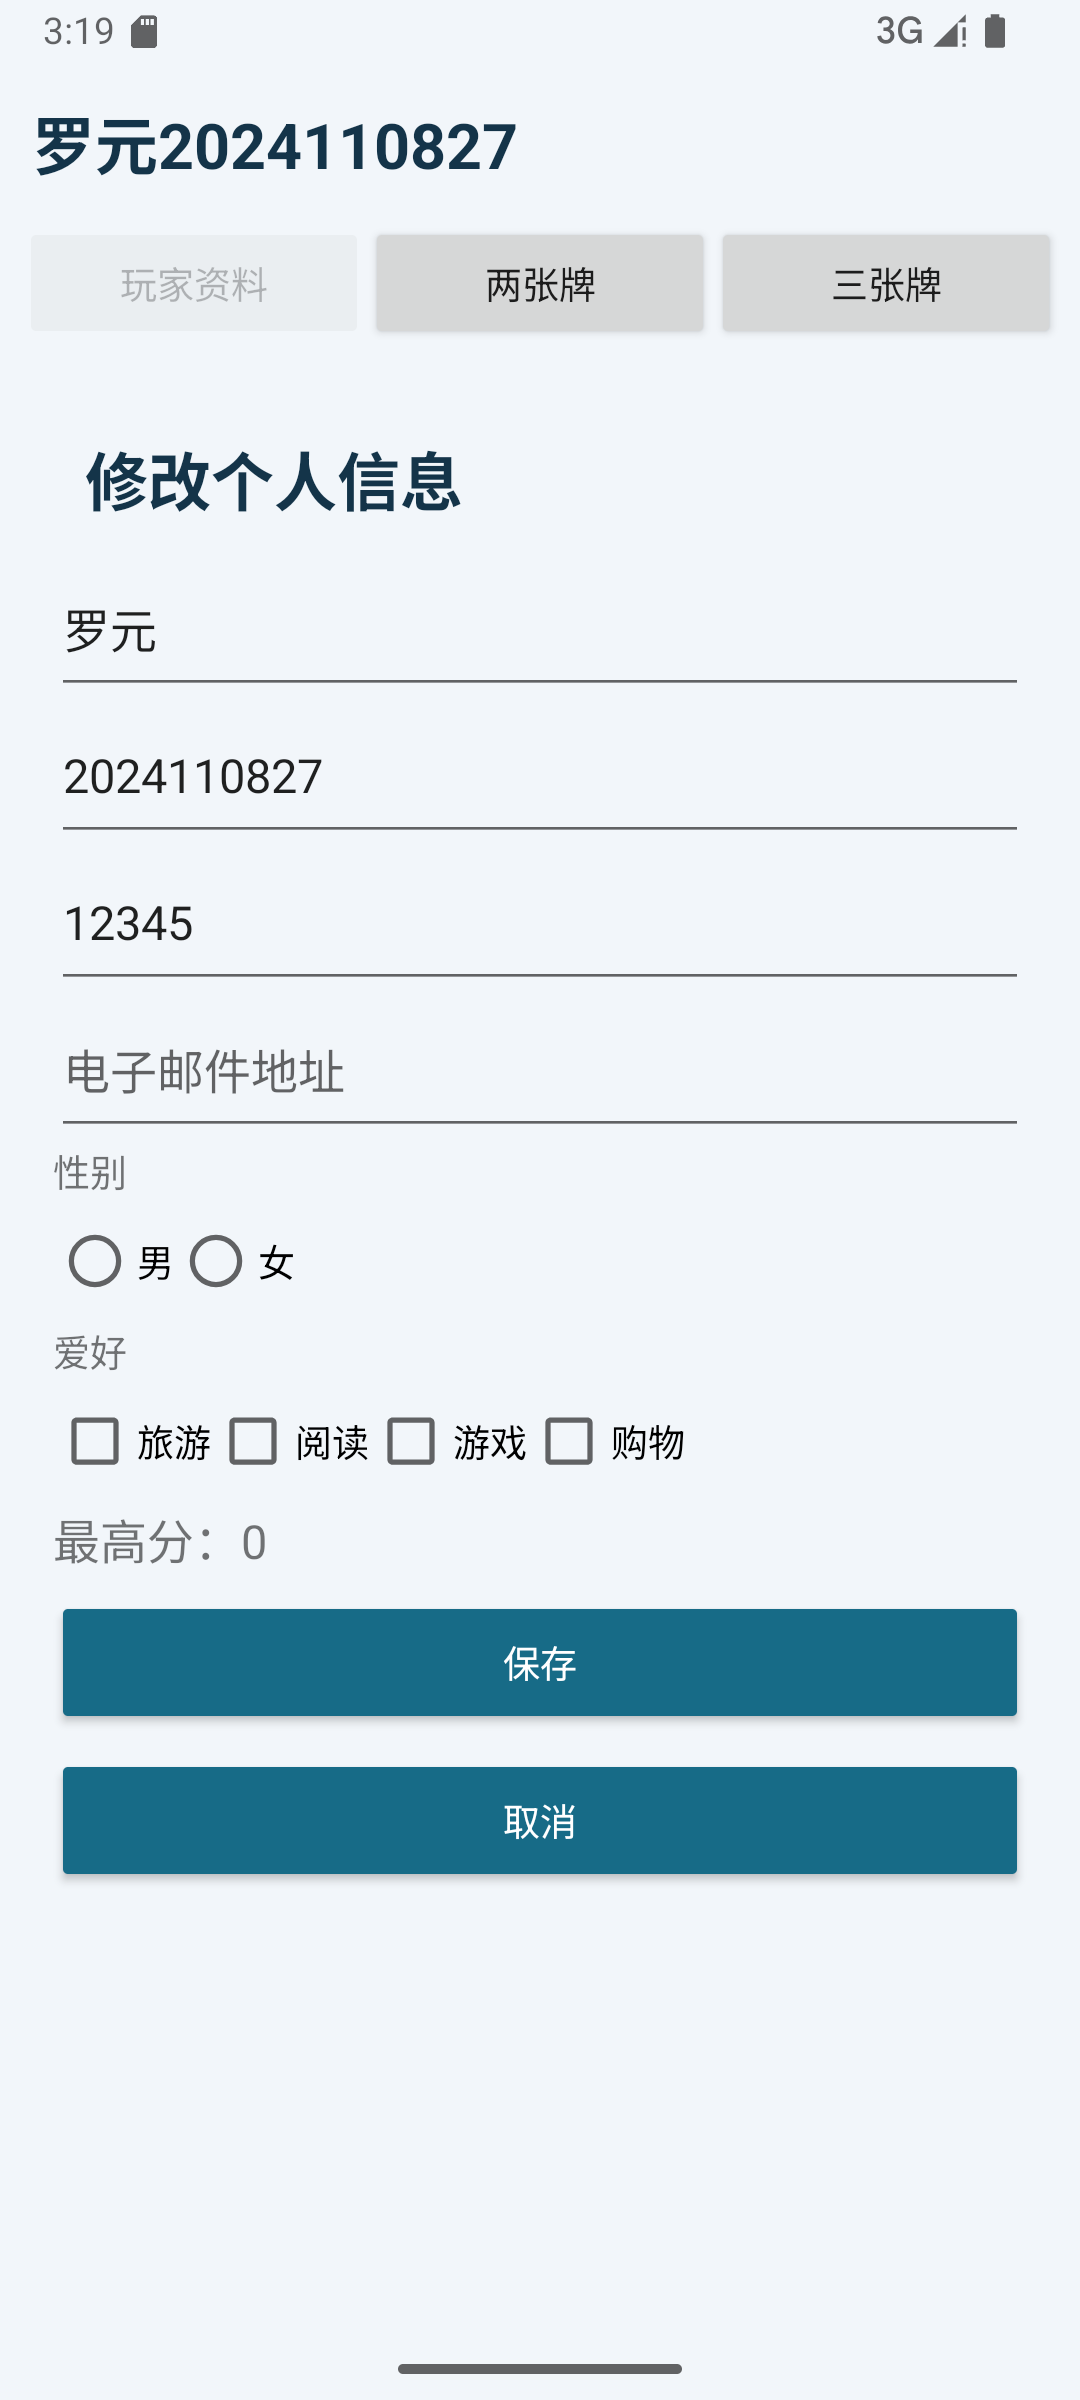 3:19 3G
罗元2024110827
玩家资料 两张牌 三张牌
修改个人信息
罗元
2024110827
12345
电子邮件地址
性别
男 女
爱好
旅游 阅读 游戏 购物
最高分：0
保存
取消